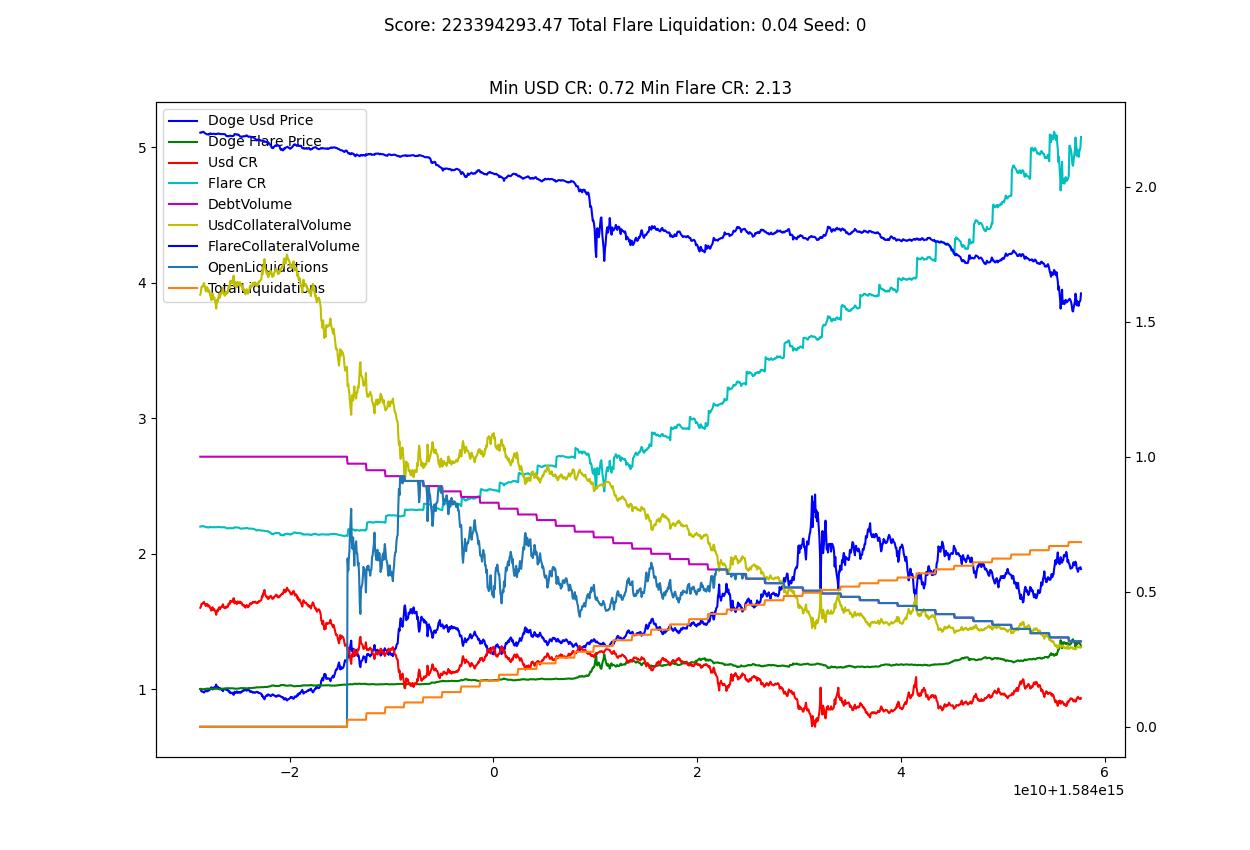 Score: 223394293.47 Total Flare Liquidation: 0.04 Seed: 0
Min USD CR: 0.72 Min Flare CR: 2.13
Doge Usd Price
Doge Flare Price
Usd CR
Flare CR
DebtVolume
UsdCollateralVolume
FlareCollateralVolume
OpenLiquidations
TotalLiquidations
5
4
3
2
1
2.0
1.5
1.0
0.5
0.0
−2
0
2
4
6
1e10+1.584e15